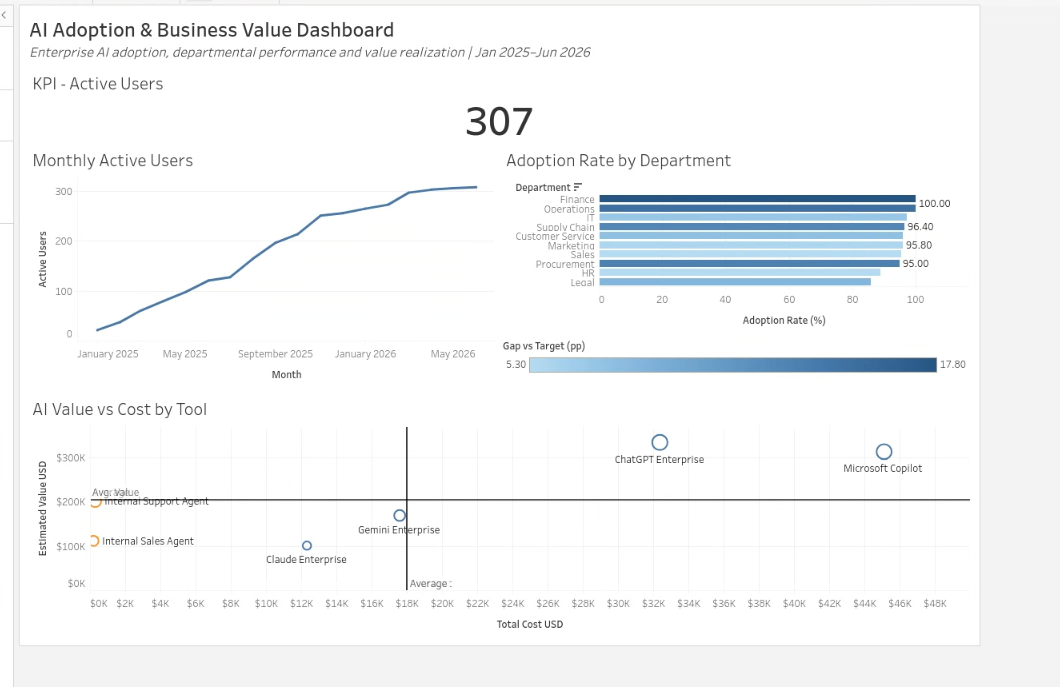 AI Adoption & Business Value Dashboard
Enterprise AI adoption, departmental performance and value realization | Jan 2025–Jun 2026
KPI - Active Users
307
Monthly Active Users
300
200
100
0
Active Users
January 2025 May 2025 September 2025 January 2026 May 2026
Month
Adoption Rate by Department
Department
Finance
100.00
Operations
IT
Supply Chain 96.40
Customer Service
Marketing 95.80
Sales
Procurement 95.00
HR
Legal
0 20 40 60 80 100
Adoption Rate (%)
Gap vs Target (pp)
5.30 17.80
AI Value vs Cost by Tool
Estimated Value USD
$300K
$200K
$100K
$0K
ChatGPT Enterprise
Microsoft Copilot
Internal Support Agent
Gemini Enterprise
Internal Sales Agent
Claude Enterprise
Average :
$0K $2K $4K $6K $8K $10K $12K $14K $16K $18K $20K $22K $24K $26K $28K $30K $32K $34K $36K $38K $40K $42K $44K $46K $48K
Total Cost USD